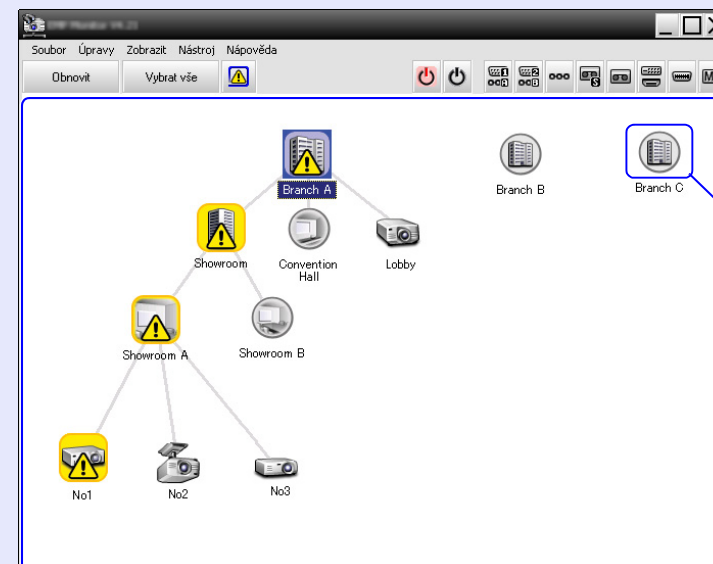 Soubor Úpravy Zobrazit Nástroj Nápověda
Obnovit Vybrat vše
Branch A
Branch B
Branch C
Showroom
Convention
Hall
Lobby
Showroom A
Showroom B
No1
No2
No3